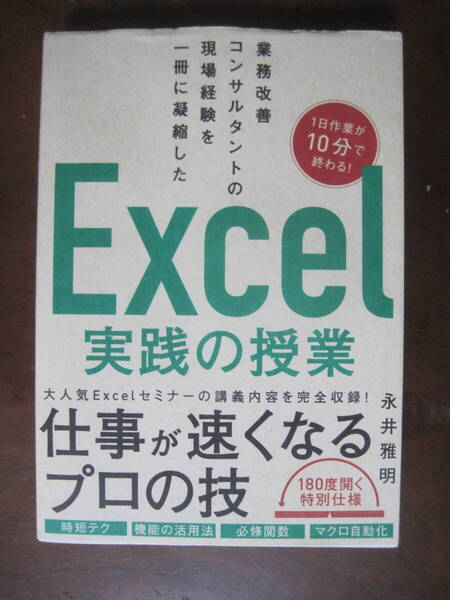 業務改善
コンサルタントの
現場経験を
一冊に凝縮した
1日作業が
10分で
終わる!
Excel
実践の授業
永井雅明
大人気Excelセミナーの講義内容を完全収録!
仕事が速くなる
プロの技
180度開く
特別仕様
時短テク
機能の活用法
必修関数
マクロ自動化